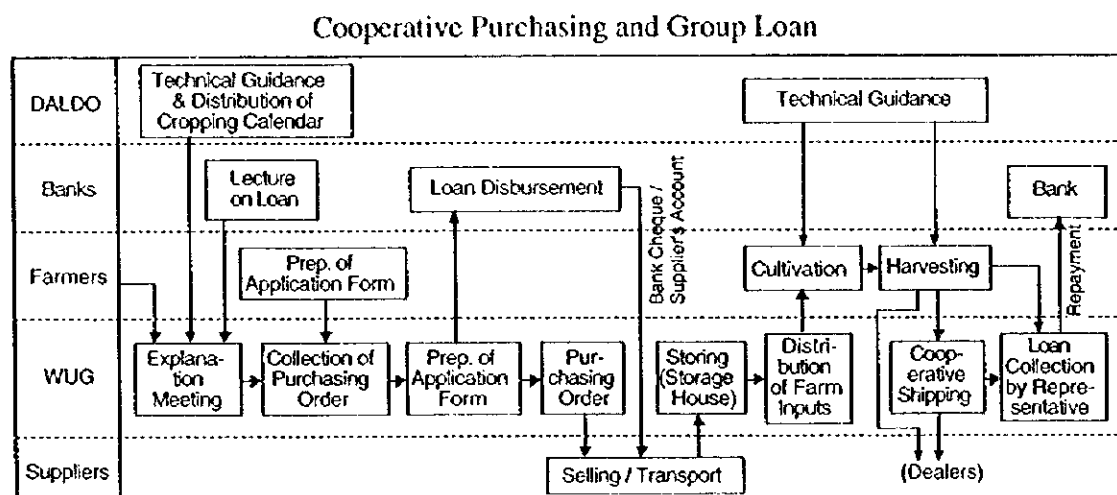 Cooperative Purchasing and Group Loan
DALDO
Technical Guidance
& Distribution of
Cropping Calendar
Technical Guidance
Banks
Lecture
on Loan
Loan Disbursement
Bank Cheque /
Supplier's Account
Bank
Farmers
Prep. of
Application Form
Cultivation
Harvesting
Repayment
WUG
Explana-
tion
Meeting
Collection of
Purchasing
Order
Prep. of
Application
Form
Pur-
chasing
Order
Storing
(Storage
House)
Distri-
bution
of Farm
Inputs
Coop-
erative
Shipping
Loan
Collection
by Repre-
sentative
Suppliers
Selling / Transport
(Dealers)